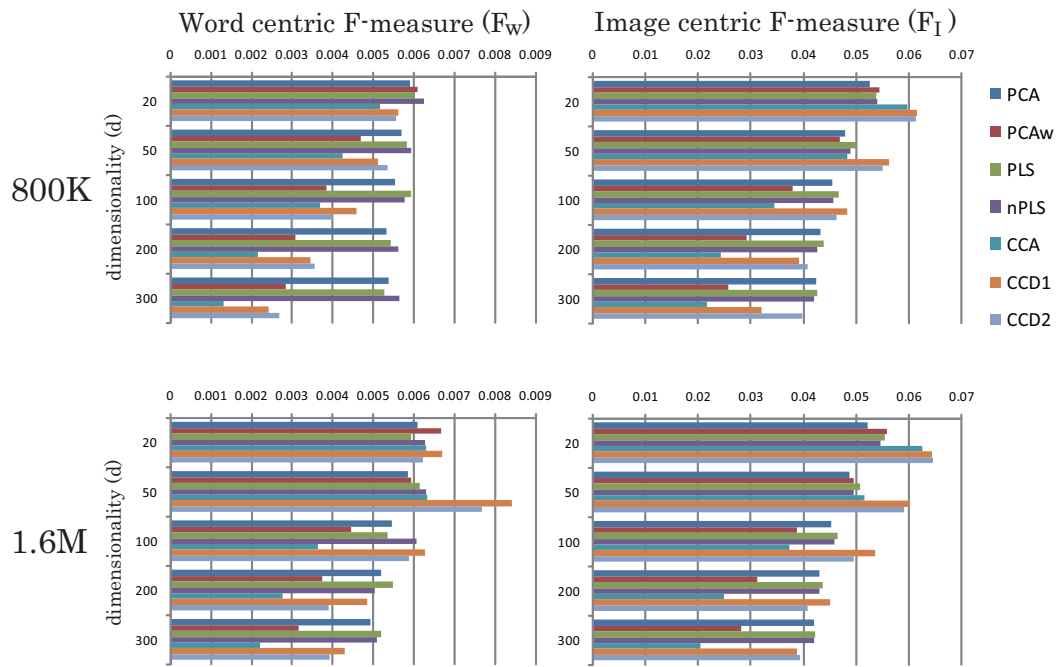 Word centric F-measure (Fw)
Image centric F-measure (FI)
0 0.001 0.002 0.003 0.004 0.005 0.006 0.007 0.008 0.009
0 0.01 0.02 0.03 0.04 0.05 0.06 0.07
800K
dimensionality (d)
20
50
100
200
300
20
50
100
200
300
PCA
PCAw
PLS
nPLS
CCA
CCD1
CCD2
0 0.001 0.002 0.003 0.004 0.005 0.006 0.007 0.008 0.009
0 0.01 0.02 0.03 0.04 0.05 0.06 0.07
1.6M
dimensionality (d)
20
50
100
200
300
20
50
100
200
300